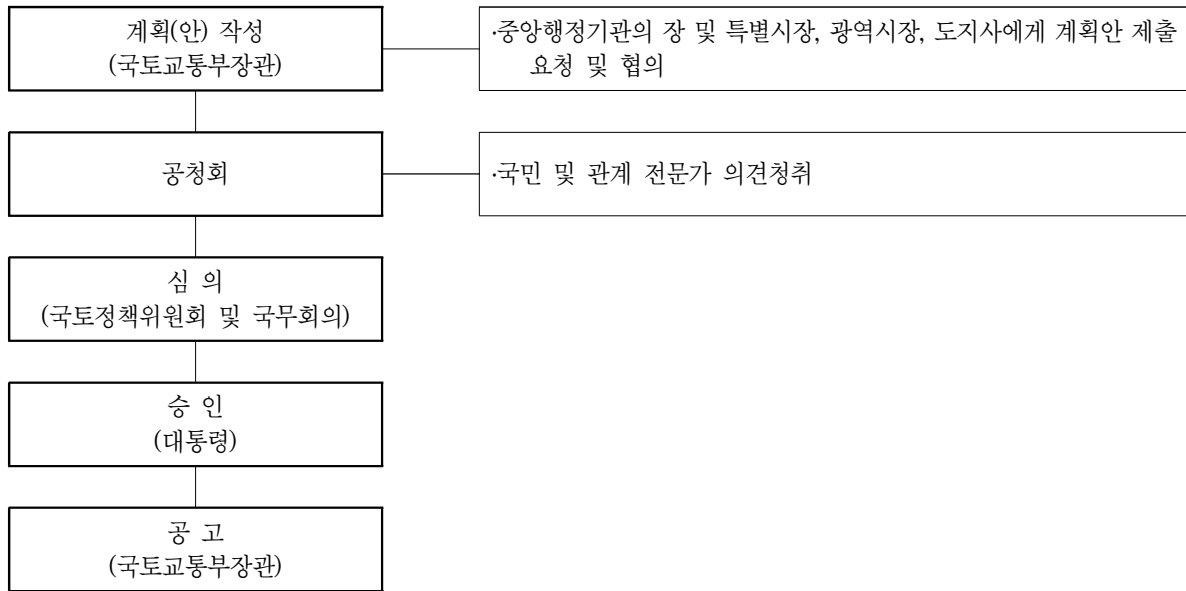 계획(안) 작성
(국토교통부장관)
·중앙행정기관의 장 및 특별시장, 광역시장, 도지사에게 계획안 제출
요청 및 협의
공청회
·국민 및 관계 전문가 의견청취
심 의
(국토정책위원회 및 국무회의)
승 인
(대통령)
공 고
(국토교통부장관)